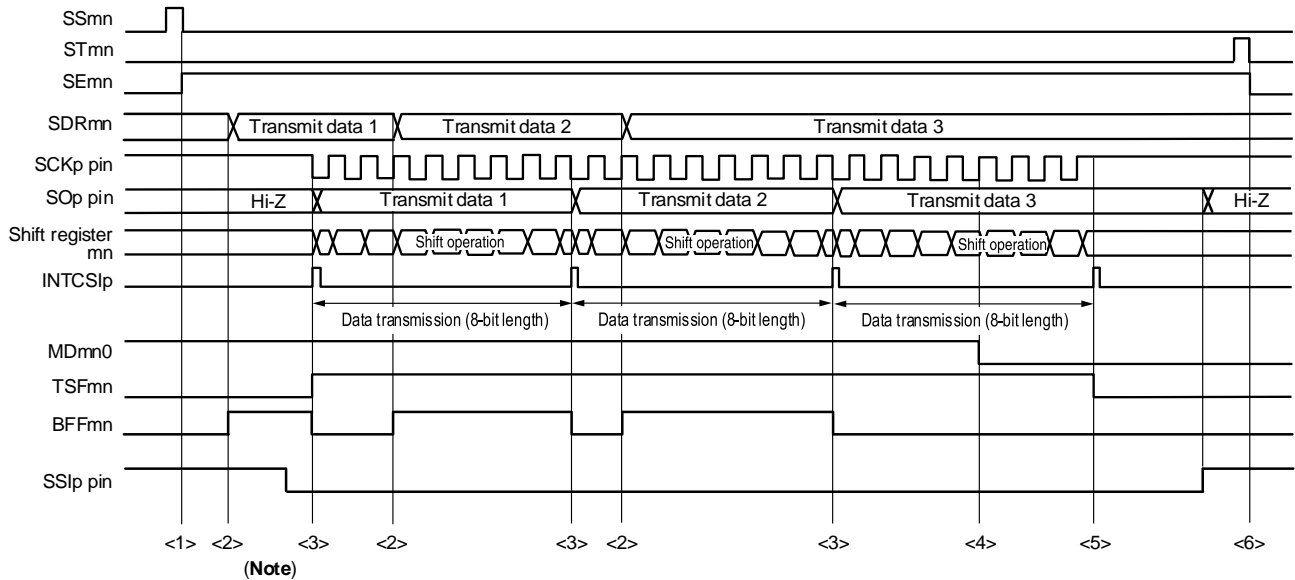 SSmn
STmn
SEmn
SDRmn Transmit data 1 Transmit data 2 Transmit data 3
SCKp pin
SOp pin Hi-Z Transmit data 1 Transmit data 2 Transmit data 3 Hi-Z
Shift register
mn Shift operation Shift operation Shift operation
INTCSIp
Data transmission (8-bit length) Data transmission (8-bit length) Data transmission (8-bit length)
MDmn0
TSFmn
BFFmn
SSIp pin
<1> <2> <3> <2> <3> <2> <3> <4> <5> <6>
(Note)